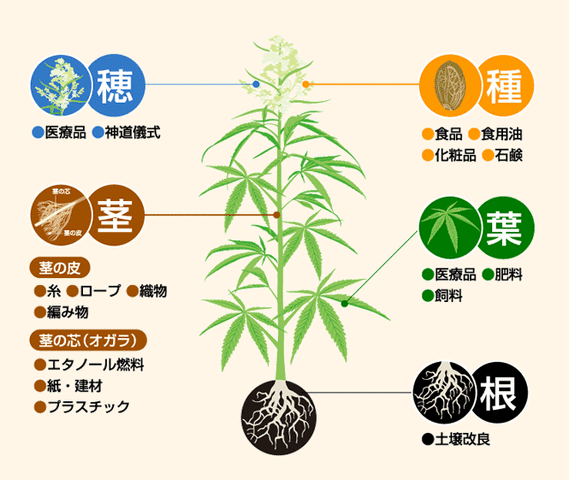 穂
●医療品 ●神道儀式
茎の芯
茎の皮
茎
茎の皮
●糸 ●ロープ ●織物
●編み物
茎の芯(オガラ)
●エタノール燃料
●紙・建材
●プラスチック
種
●食品 ●食用油
●化粧品 ●石鹸
葉
●医療品 ●肥料
●飼料
根
●土壌改良